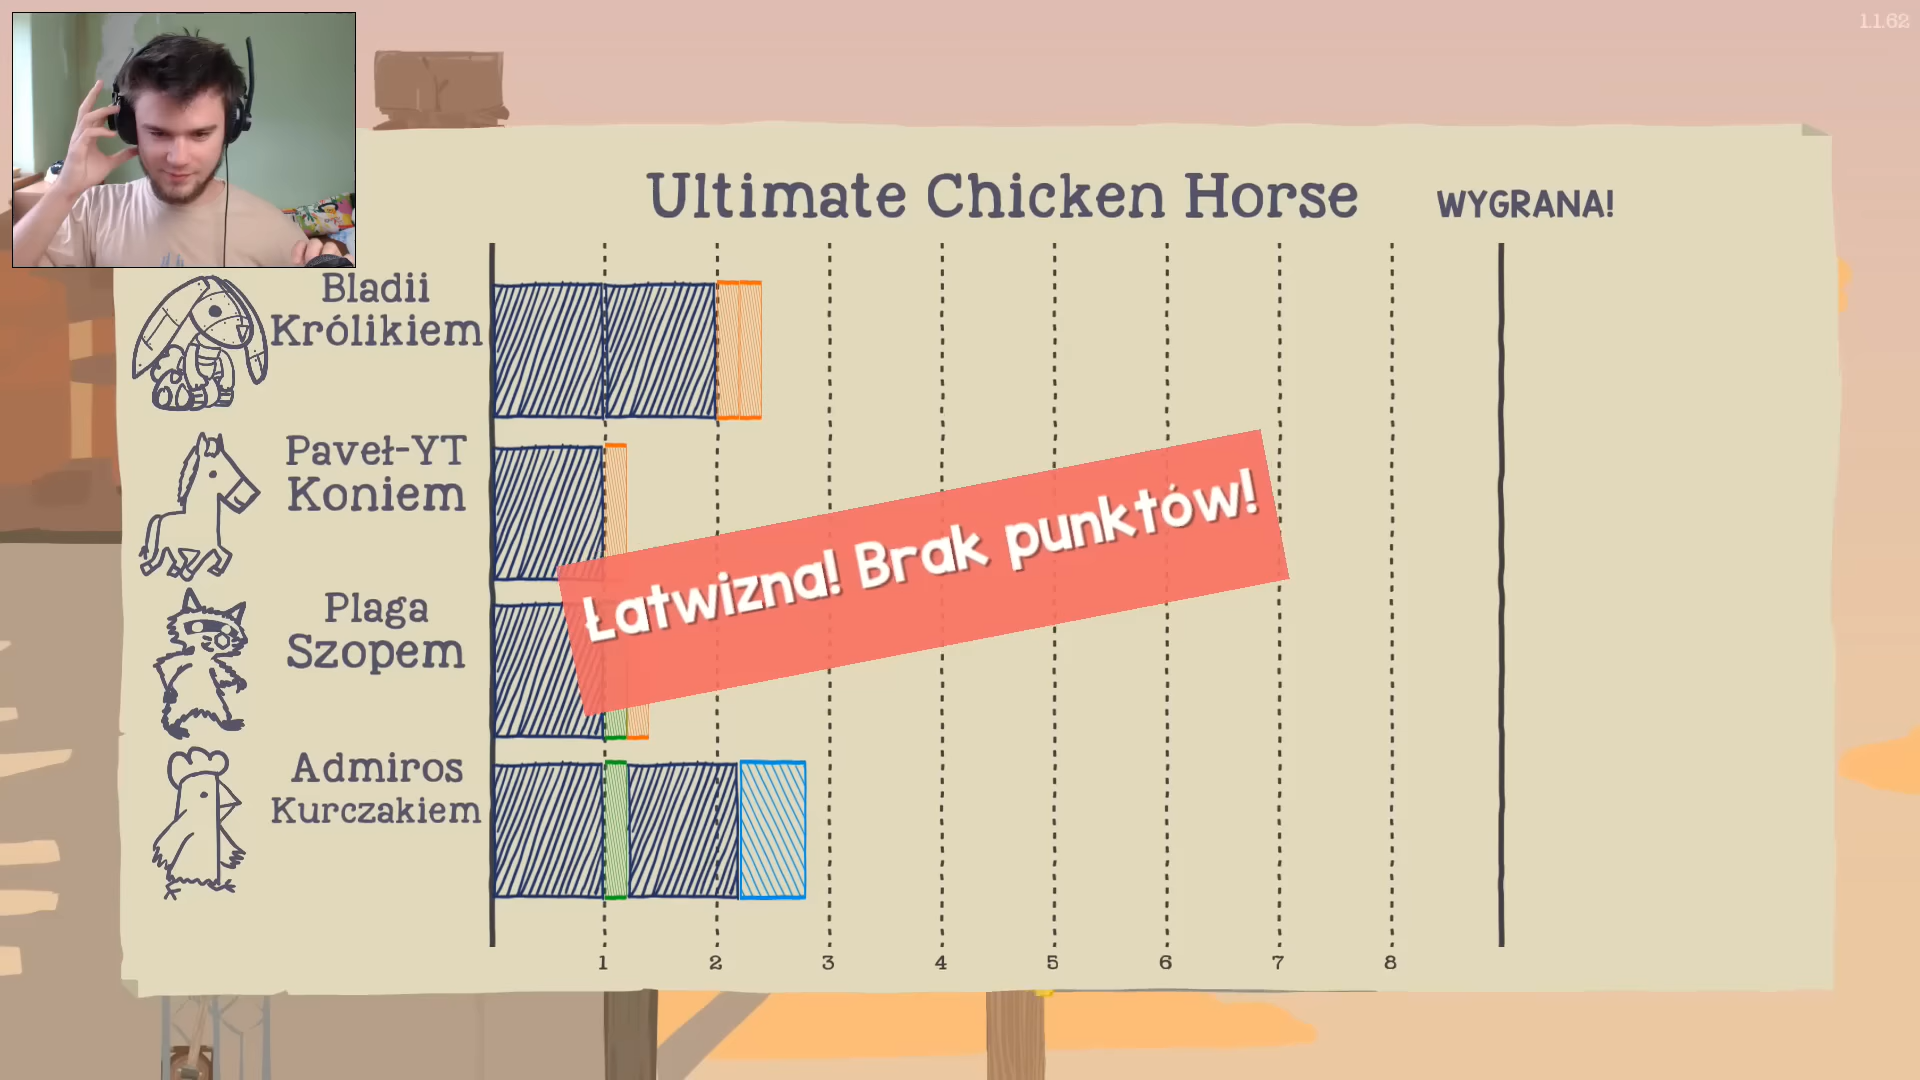 1.1.62
Ultimate Chicken Horse
WYGRANA!
Bladii
Królikiem
Paveł-YT
Koniem
Łatwizna! Brak punktów!
Plaga
Szopem
Admiros
Kurczakiem
1 2 3 4 5 6 7 8